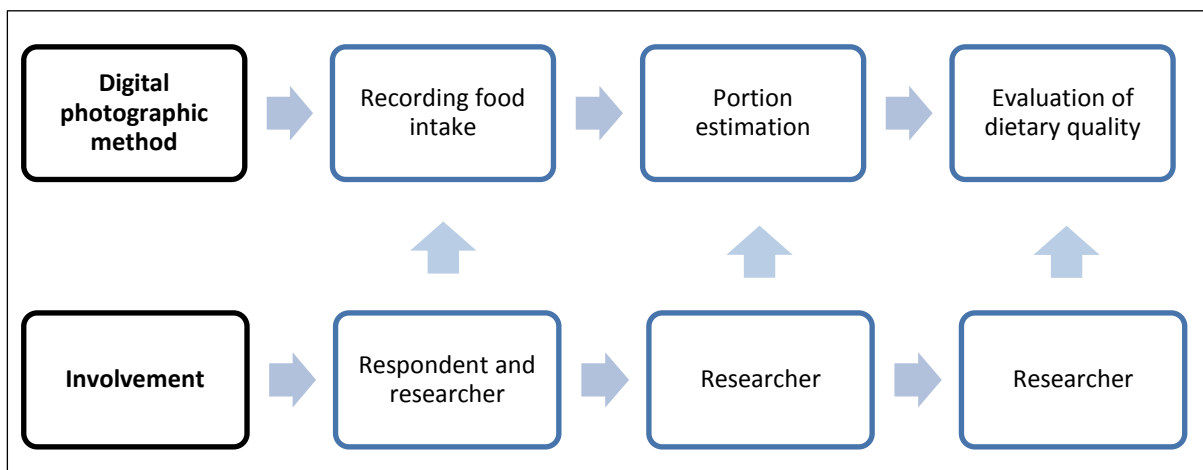 Digital
photographic
method
Recording food
intake
Portion
estimation
Evaluation of
dietary quality
Involvement
Respondent and
researcher
Researcher
Researcher